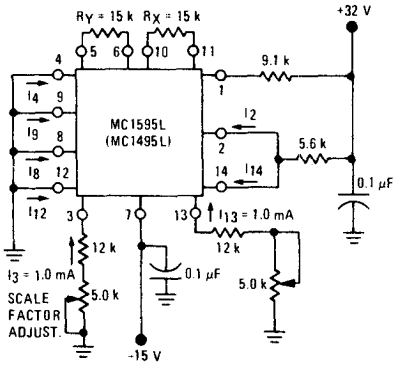 RY = 15 k RX = 15 k
+32 V
4 5 6 10 11
9.1 k
1
I4
9
MC1595L
(MC1495L)
I2
2
I9
8
5.6 k
I8
12
14 I14
I12
3 7 13
I13 = 1.0 mA
0.1 µF
12 k
12 k
I3 = 1.0 mA
0.1 µF
SCALE
FACTOR
ADJUST.
5.0 k
5.0 k
-15 V